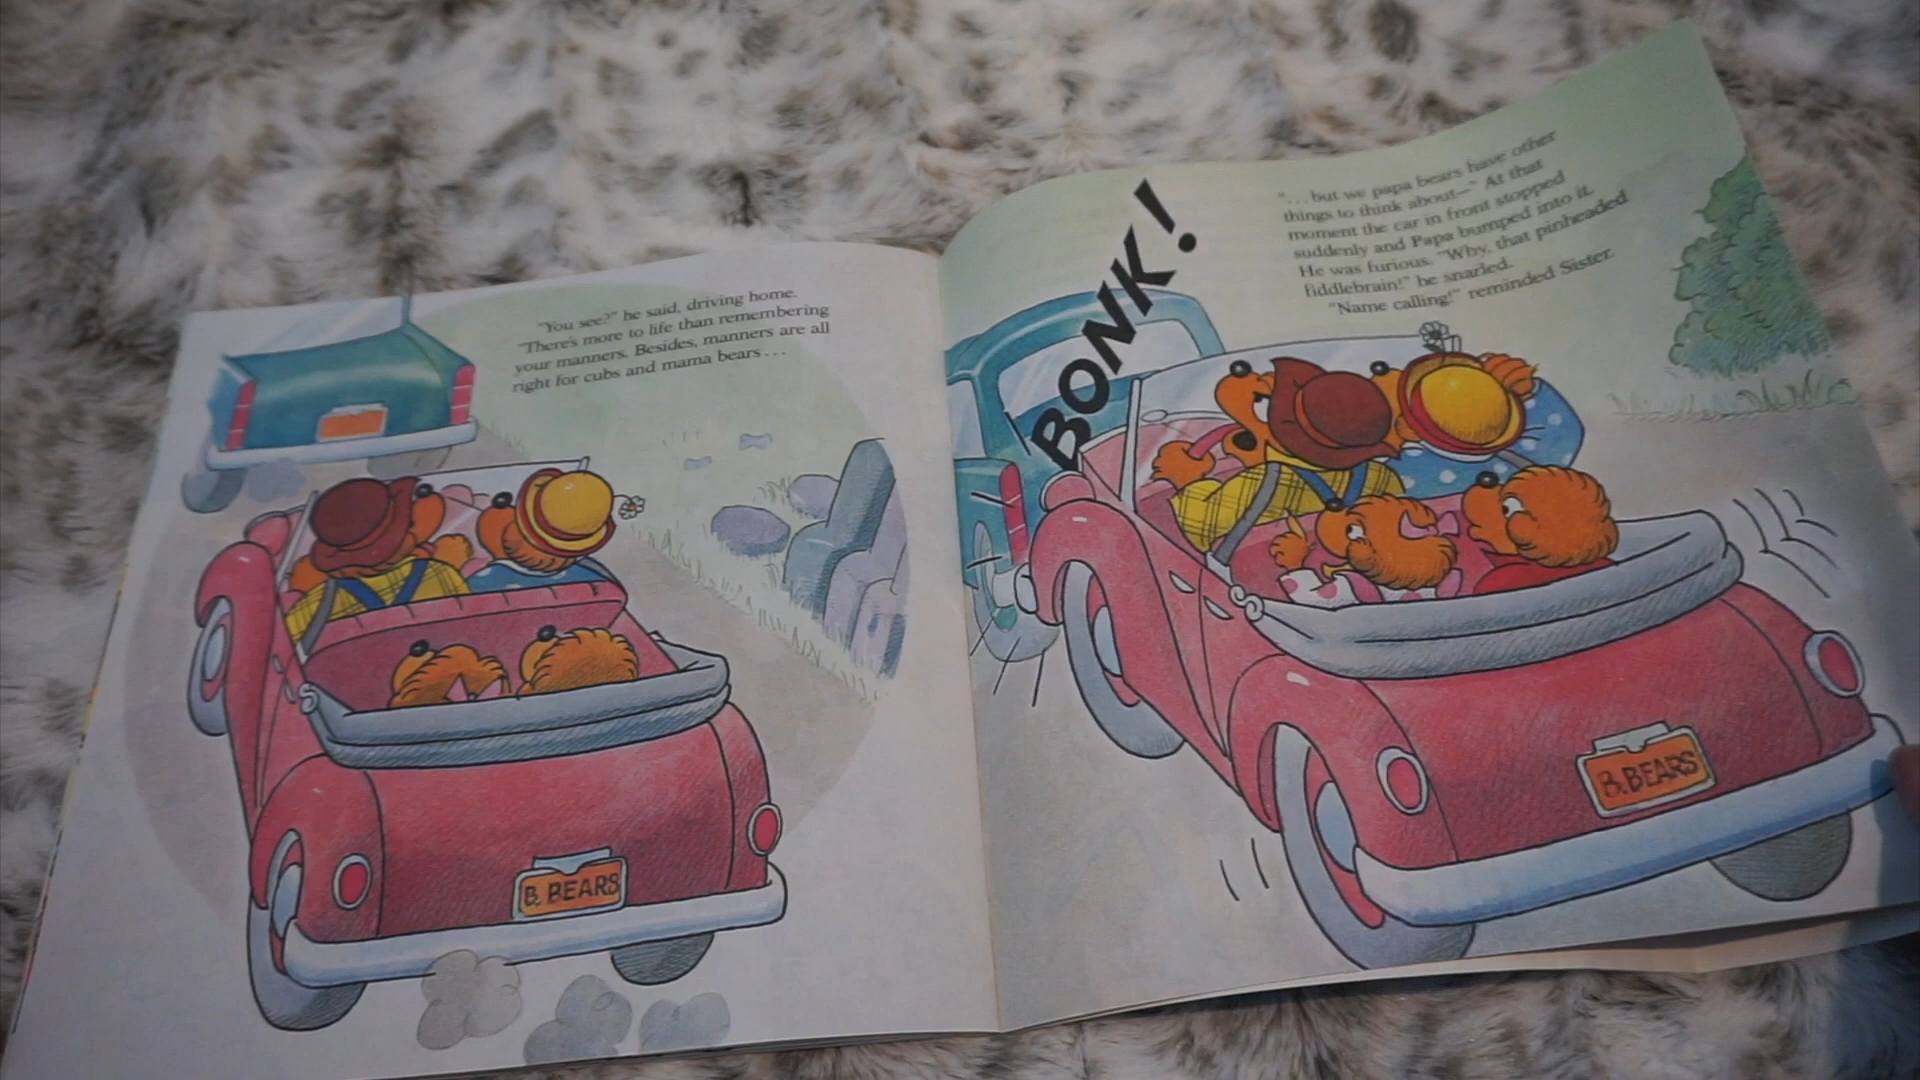 "You see?" he said, driving home.
"There's more to life than remembering
your manners. Besides, manners are all
right for cubs and mama bears . . .
B. BEARS
BONK!
". . . but we papa bears have other
things to think about—" At that
moment the car in front stopped
suddenly and Papa bumped into it.
He was furious. "Why, that pinheaded
fiddlebrain!" he snarled.
"Name calling!" reminded Sister.
B. BEARS